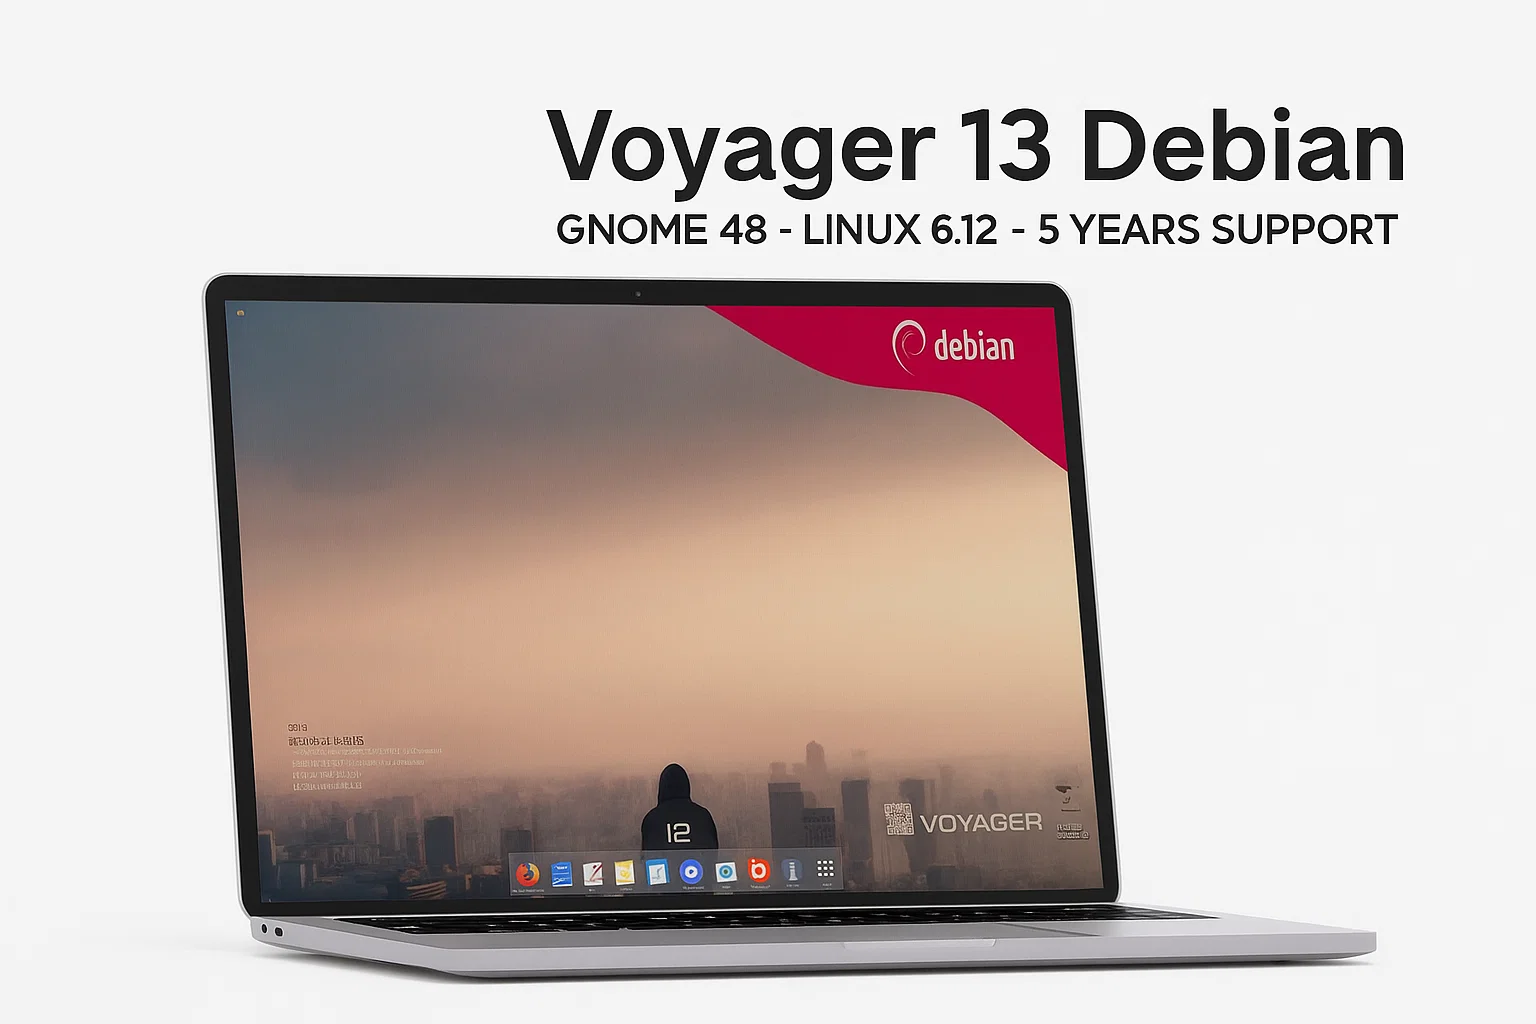 Voyager 13 Debian
GNOME 48 - LINUX 6.12 - 5 YEARS SUPPORT
debian
12
VOYAGER